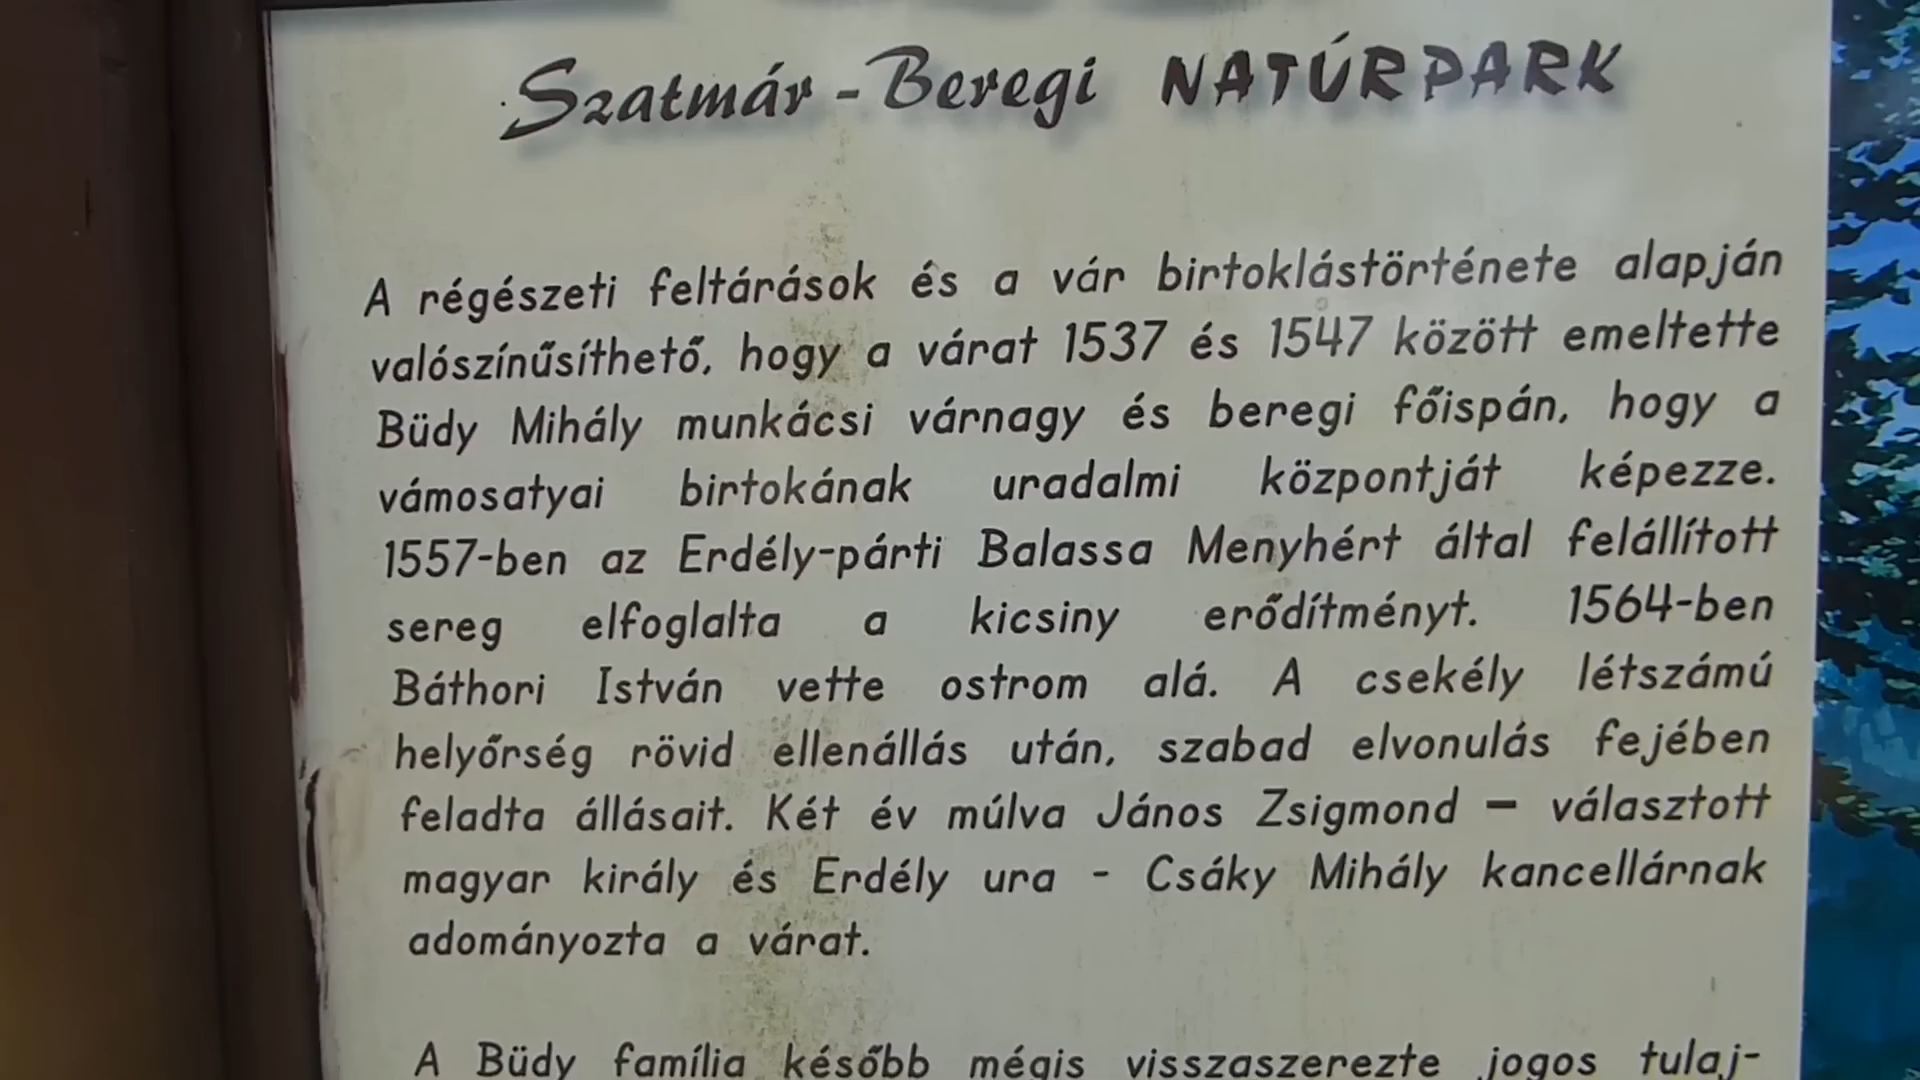 Szatmár-Beregi NATÚRPARK
A régészeti feltárások és a vár birtoklástörténete alapján
valószínűsíthető, hogy a várat 1537 és 1547 között emeltette
Büdy Mihály munkácsi várnagy és beregi főispán, hogy a
vámosatyai birtokának uradalmi központját képezze.
1557-ben az Erdély-párti Balassa Menyhért által felállított
sereg elfoglalta a kicsiny erődítményt. 1564-ben
Báthori István vette ostrom alá. A csekély létszámú
helyőrség rövid ellenállás után, szabad elvonulás fejében
feladta állásait. Két év múlva János Zsigmond – választott
magyar király és Erdély ura - Csáky Mihály kancellárnak
adományozta a várat.
A Büdy família később mégis visszaszerezte jogos tulaj-